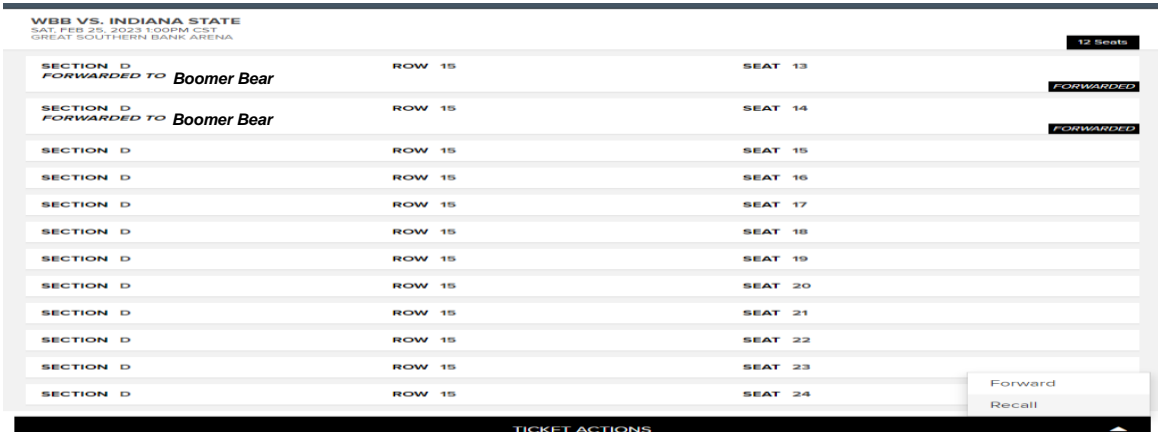 WBB VS. INDIANA STATE
SAT, FEB 25, 2023 1:00PM CST
GREAT SOUTHERN BANK ARENA
12 Seats
SECTION D ROW 15 SEAT 13
FORWARDED TO Boomer Bear
FORWARDED
SECTION D ROW 15 SEAT 14
FORWARDED TO Boomer Bear
FORWARDED
SECTION D ROW 15 SEAT 15
SECTION D ROW 15 SEAT 16
SECTION D ROW 15 SEAT 17
SECTION D ROW 15 SEAT 18
SECTION D ROW 15 SEAT 19
SECTION D ROW 15 SEAT 20
SECTION D ROW 15 SEAT 21
SECTION D ROW 15 SEAT 22
SECTION D ROW 15 SEAT 23
SECTION D ROW 15 SEAT 24
Forward
Recall
TICKET ACTIONS